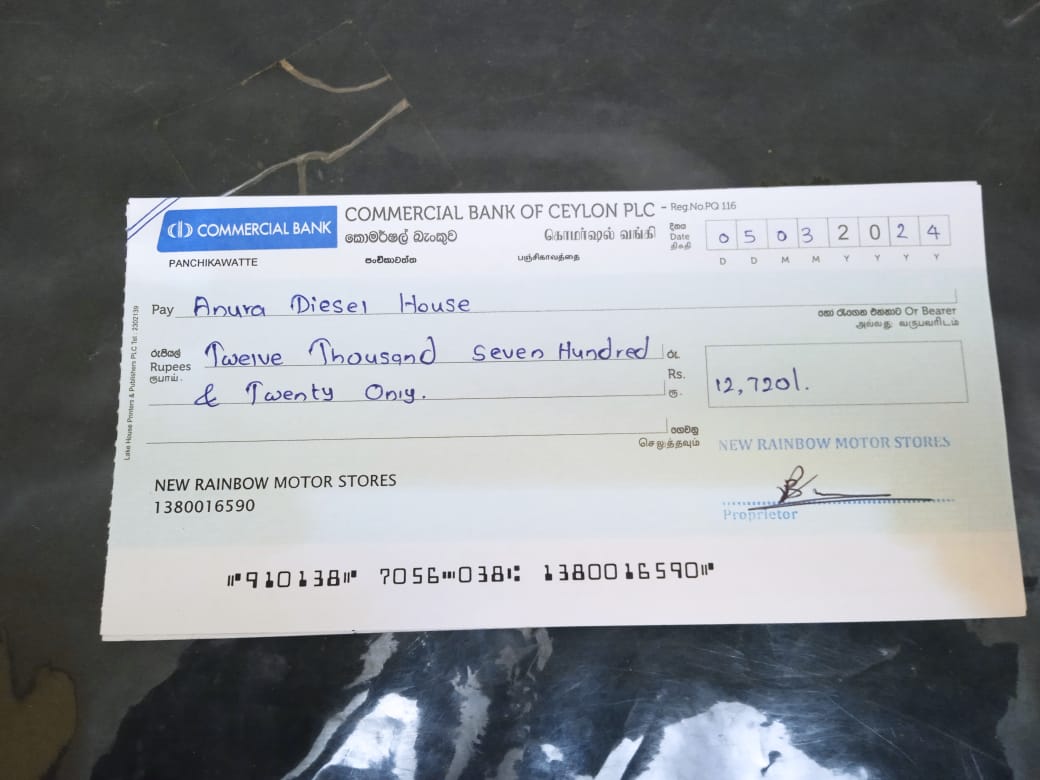 COMMERCIAL BANK
COMMERCIAL BANK OF CEYLON PLC - Reg.No.PQ 116
කොමර්ෂල් බැංකුව කොமர்ஷல் வங்கி
PANCHIKAWATTE පංචිකාවත්ත பஞ்சிகாவத்தை
දිනය
Date
திகதி
0 5 0 3 2 0 2 4
D D M M Y Y Y Y
Pay Anura Diesel House
හෝ රැගෙන එන්නාට Or Bearer
அல்லது வருபவரிடம்
රුපියල්
Rupees
ரூபாய்.
Twelve Thousand Seven Hundred
& Twenty Only.
රු.
Rs.
ரூ.
12,720/.
ගෙවනු
செலுத்தவும்
NEW RAINBOW MOTOR STORES
Proprietor
NEW RAINBOW MOTOR STORES
1380016590
910138 7056 038 1380016590
Lake House Printers & Publishers PLC Tel : 2302139